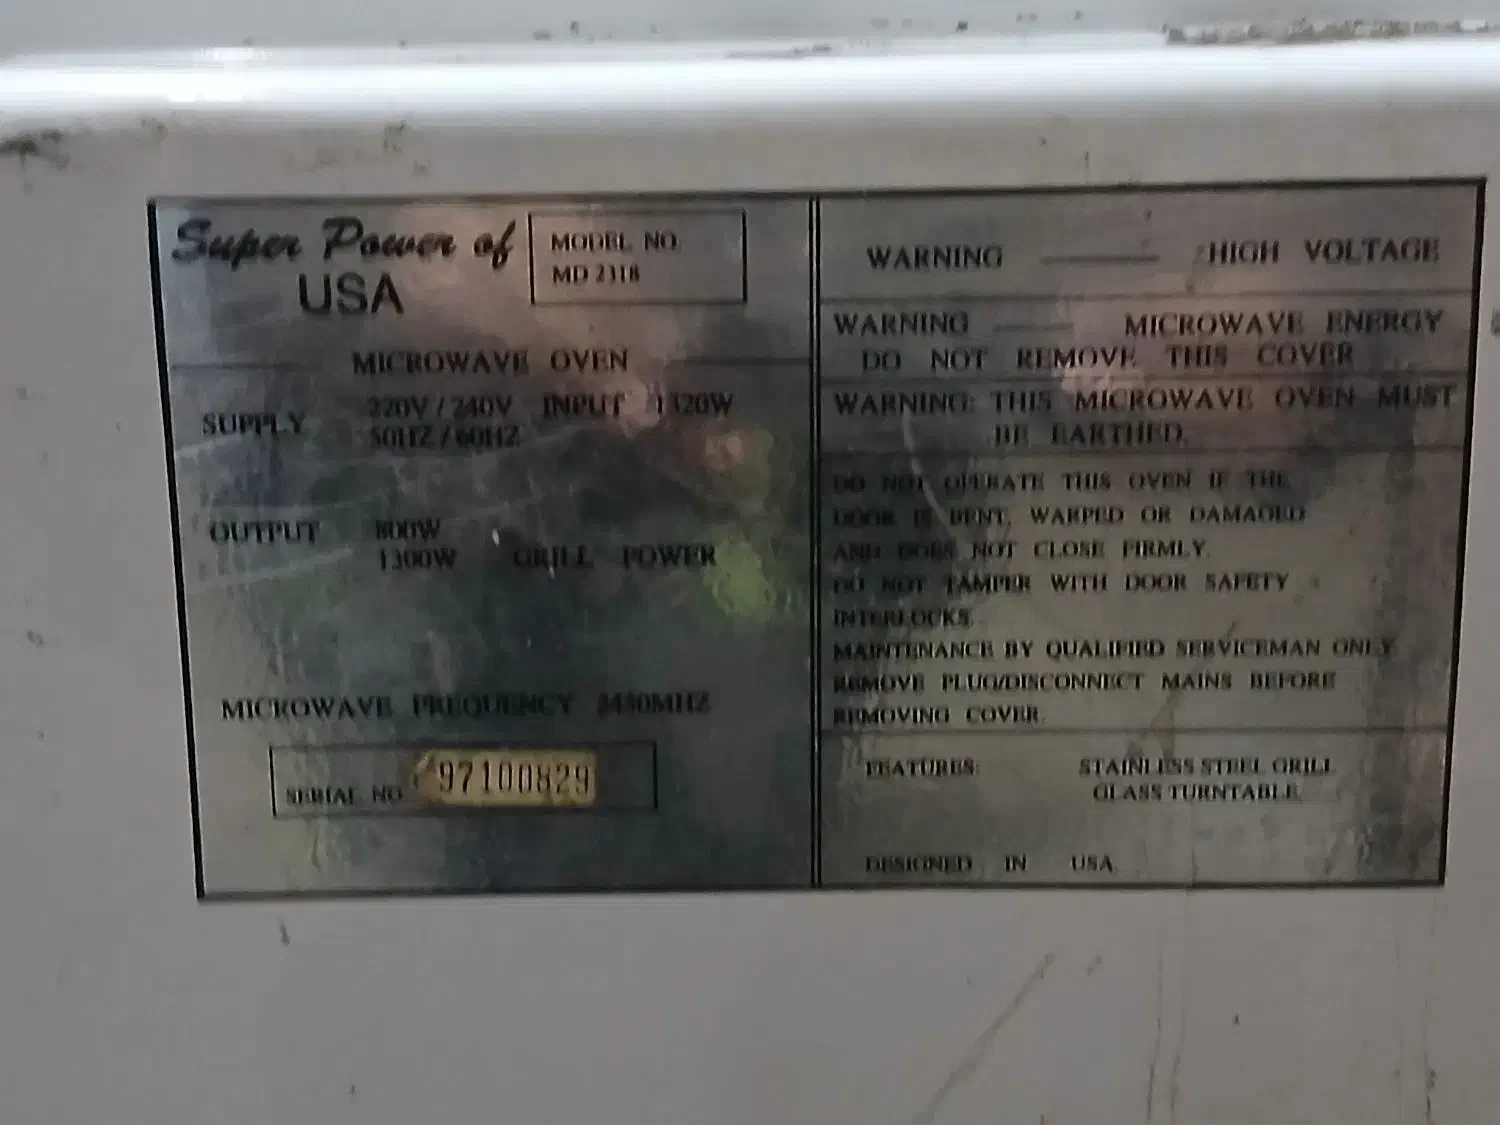 Super Power of
USA
MODEL NO.
MD 2318
MICROWAVE OVEN
SUPPLY 220V / 240V INPUT 1320W
50HZ / 60HZ
OUTPUT 800W
1300W GRILL POWER
MICROWAVE FREQUENCY 2450MHZ
SERIAL NO. 97100829
WARNING HIGH VOLTAGE
WARNING MICROWAVE ENERGY
DO NOT REMOVE THIS COVER
WARNING: THIS MICROWAVE OVEN MUST
BE EARTHED.
DO NOT OPERATE THIS OVEN IF THE
DOOR IS BENT, WARPED OR DAMAGED
AND DOES NOT CLOSE FIRMLY.
DO NOT TAMPER WITH DOOR SAFETY
INTERLOCKS.
MAINTENANCE BY QUALIFIED SERVICEMAN ONLY
REMOVE PLUG/DISCONNECT MAINS BEFORE
REMOVING COVER.
FEATURES: STAINLESS STEEL GRILL
GLASS TURNTABLE.
DESIGNED IN USA.